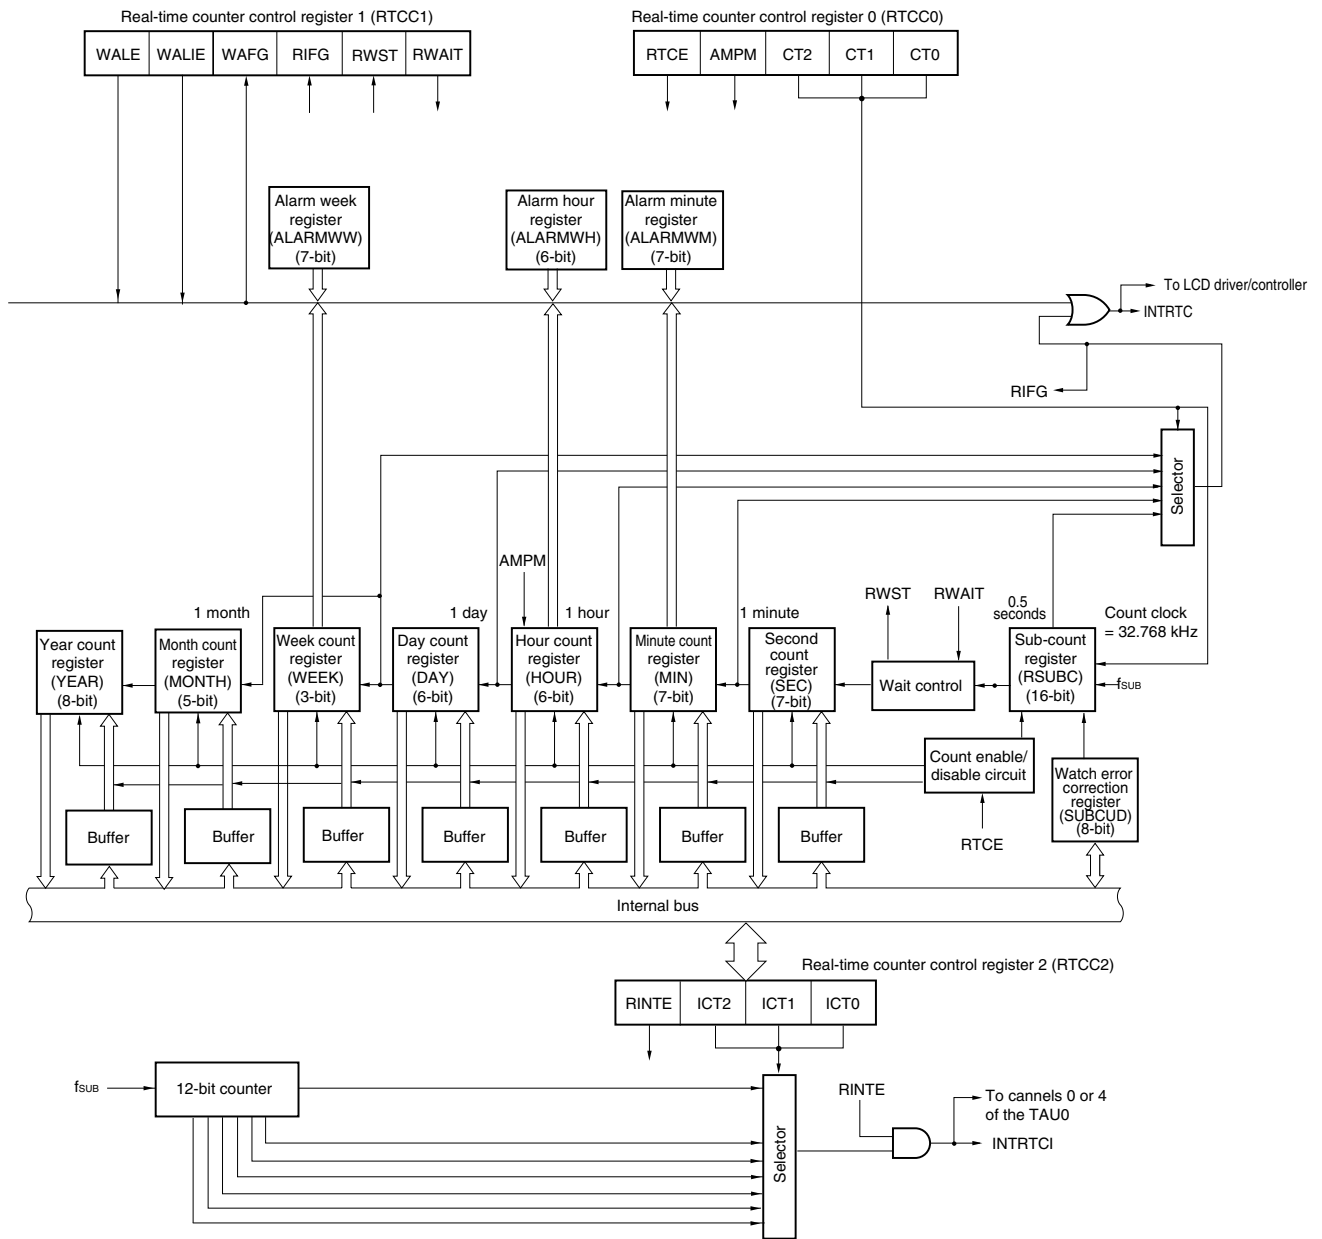 Real-time counter control register 1 (RTCC1)
Real-time counter control register 0 (RTCC0)
WALE WALIE WAFG RIFG RWST RWAIT
RTCE AMPM CT2 CT1 CT0
Alarm week
register
(ALARMWW)
(7-bit)
Alarm hour
register
(ALARMWH)
(6-bit)
Alarm minute
register
(ALARMWM)
(7-bit)
To LCD driver/controller
INTRTC
RIFG
Selector
AMPM
1 month
1 day
1 hour
1 minute
RWST
RWAIT
0.5
seconds
Count clock
= 32.768 kHz
Year count
register
(YEAR)
(8-bit)
Month count
register
(MONTH)
(5-bit)
Week count
register
(WEEK)
(3-bit)
Day count
register
(DAY)
(6-bit)
Hour count
register
(HOUR)
(6-bit)
Minute count
register
(MIN)
(7-bit)
Second
count
register
(SEC)
(7-bit)
Wait control
Sub-count
register
(RSUBC)
(16-bit)
fSUB
Count enable/
disable circuit
RTCE
Watch error
correction
register
(SUBCUD)
(8-bit)
Buffer
Buffer
Buffer
Buffer
Buffer
Buffer
Buffer
Internal bus
Real-time counter control register 2 (RTCC2)
RINTE ICT2 ICT1 ICT0
fSUB
12-bit counter
Selector
RINTE
To cannels 0 or 4
of the TAU0
INTRTCI